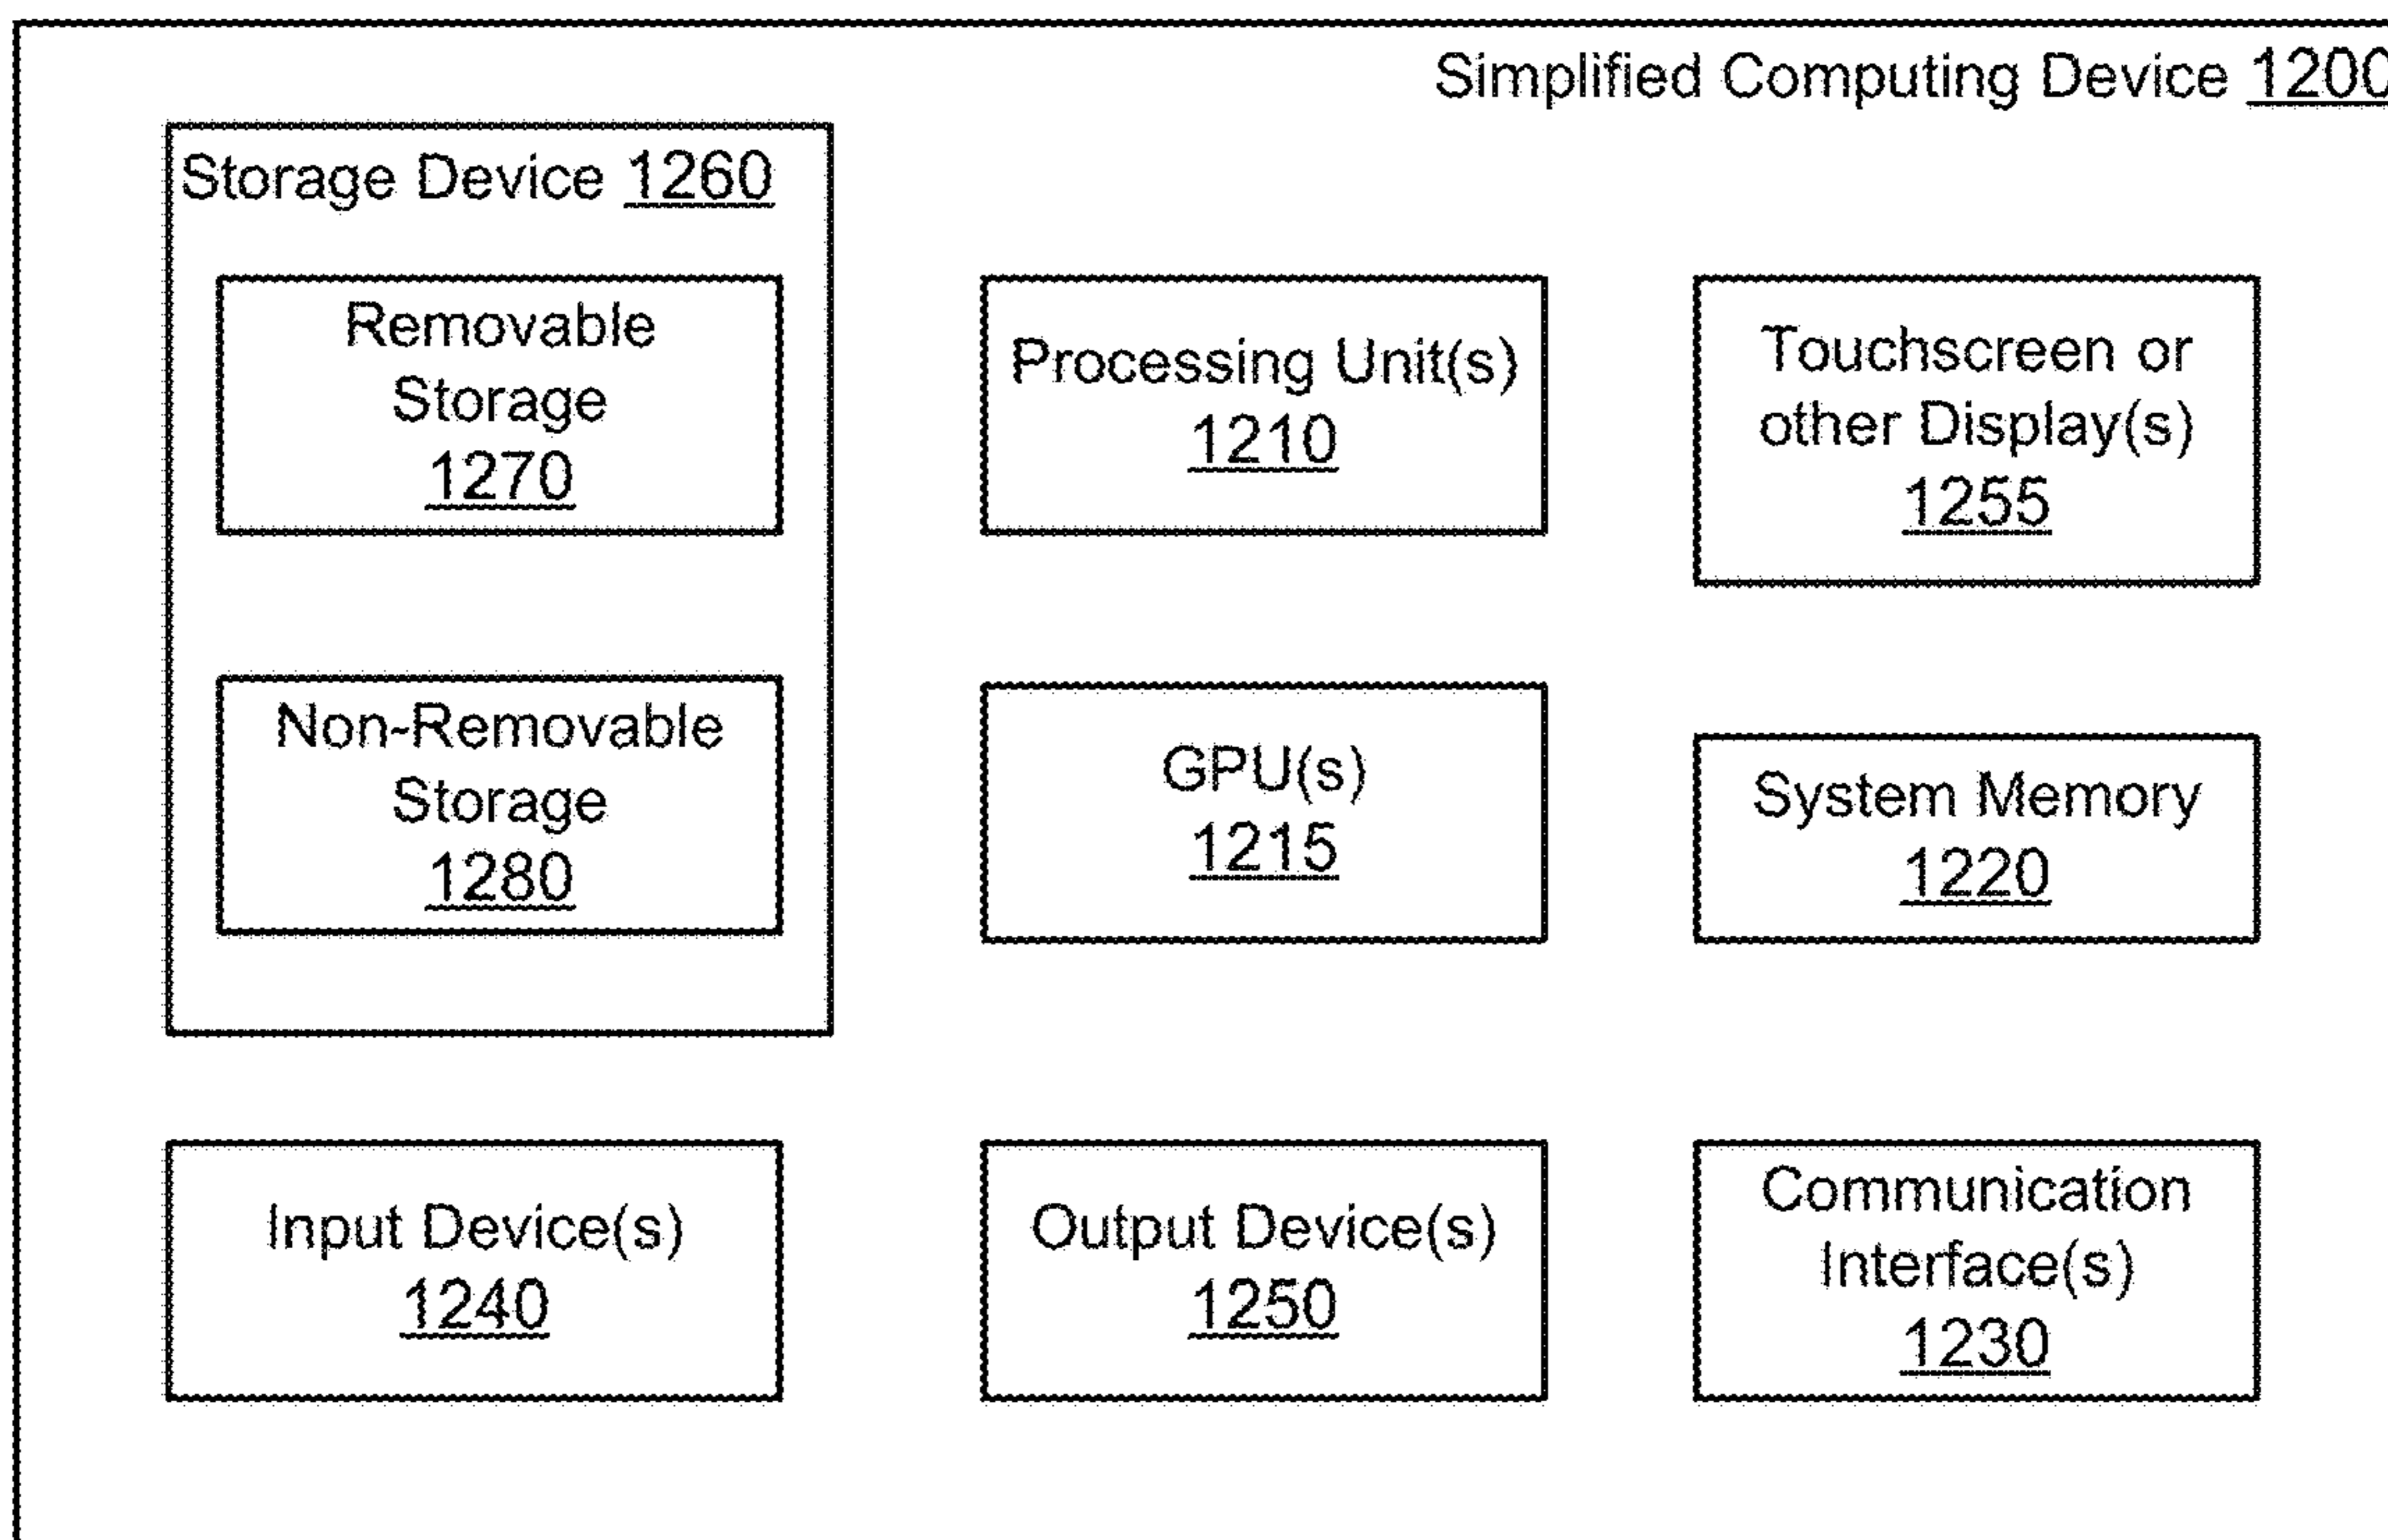 Simplified Computing Device 1200
Storage Device 1260
Removable
Storage
1270
Processing Unit(s)
1210
Touchscreen or
other Display(s)
1255
Non-Removable
Storage
1280
GPU(s)
1215
System Memory
1220
Input Device(s)
1240
Output Device(s)
1250
Communication
Interface(s)
1230